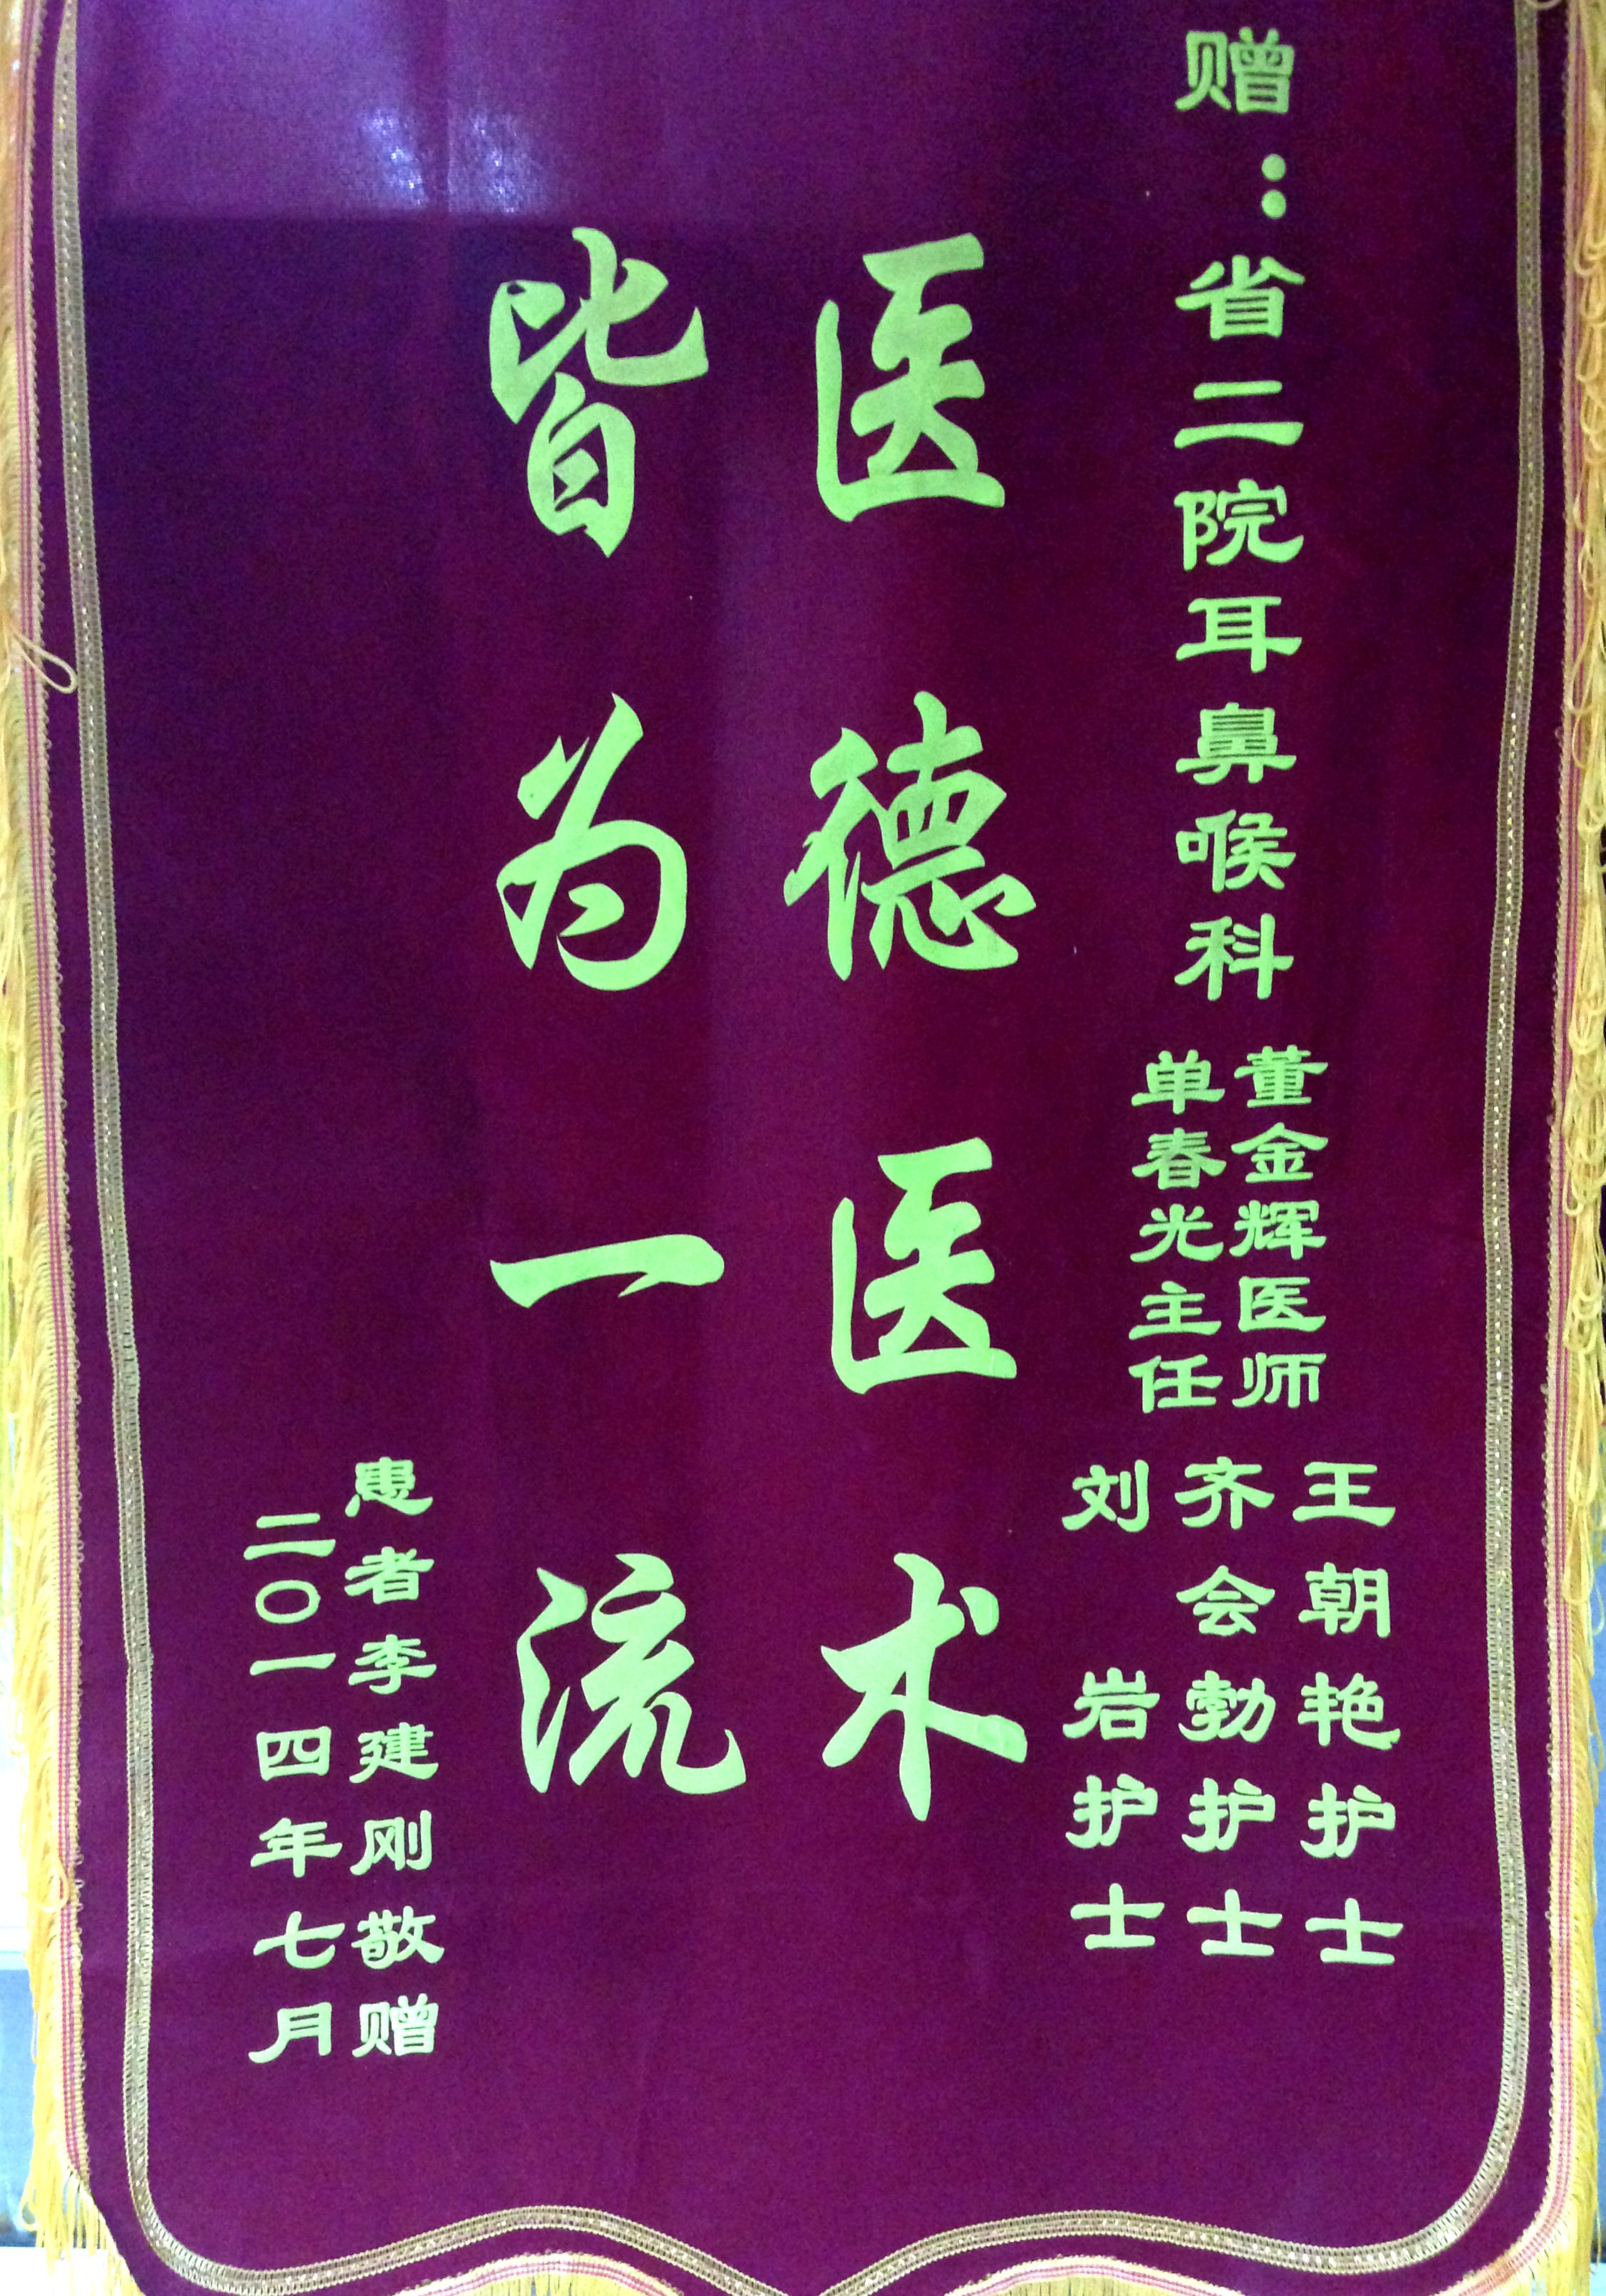 赠：省二院耳鼻喉科
董金辉医师
单春光主任
王朝艳护士
齐会勃护士
刘岩护士
医德医术
皆为一流
患者李建刚敬赠
二〇一四年七月